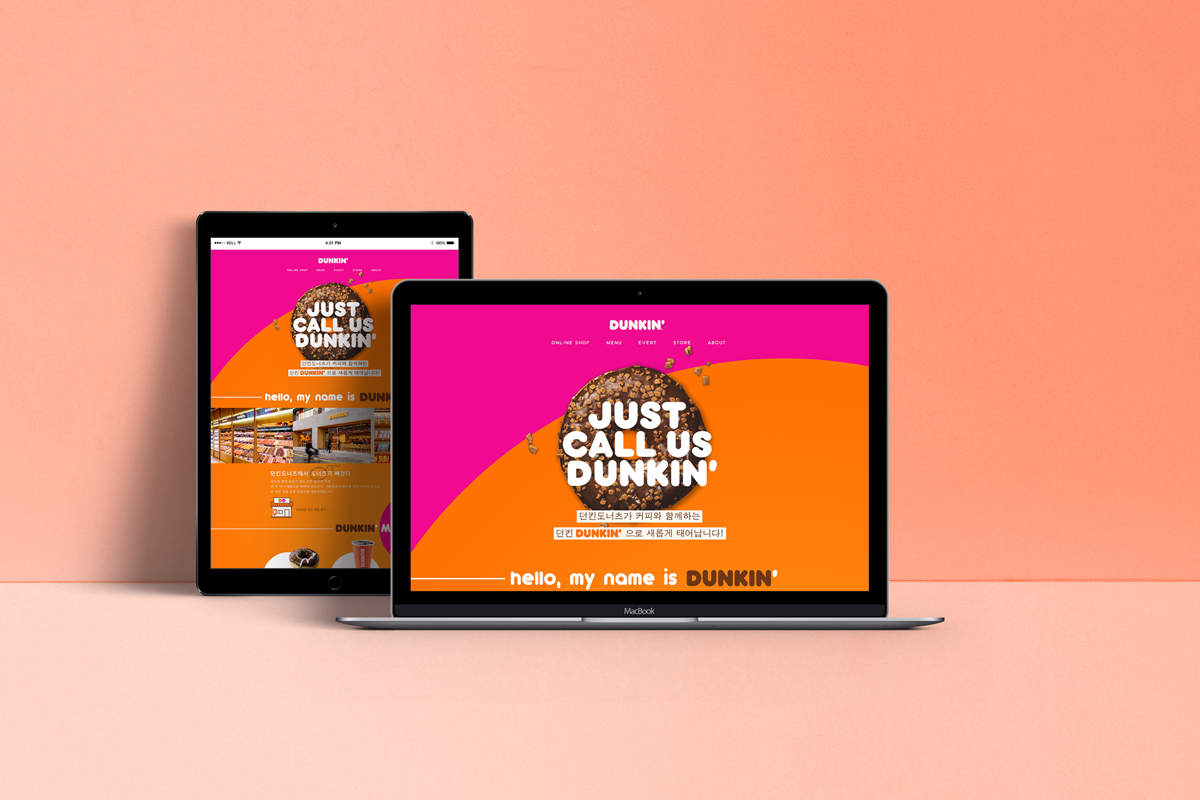 BELL
4:21 PM
100%
DUNKIN'
ONLINE SHOP MENU EVENT STORE ABOUT
JUST
CALL US
DUNKIN'
던킨도너츠가 커피와 함께하는
던킨 DUNKIN' 으로 새롭게 태어납니다!
hello, my name is DUNK
던킨도너츠에서 도너츠가 빠졌다
DUNKIN' M
DUNKIN'
ONLINE SHOP MENU EVENT STORE ABOUT
JUST
CALL US
DUNKIN'
던킨도너츠가 커피와 함께하는
던킨 DUNKIN' 으로 새롭게 태어납니다!
hello, my name is DUNKIN'
MacBook